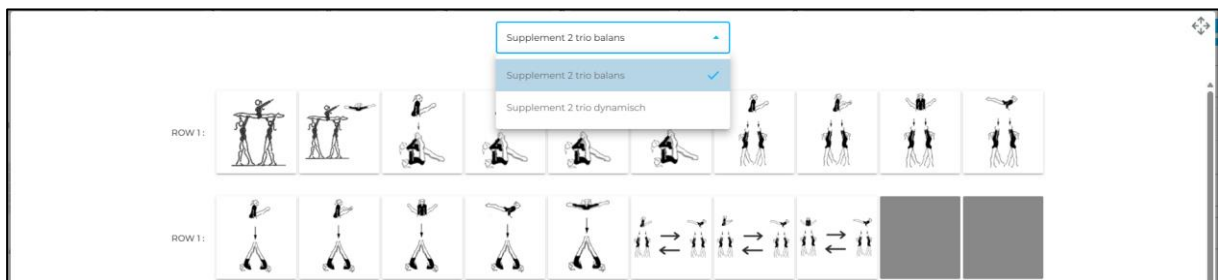 Supplement 2 trio balans
Supplement 2 trio balans
Supplement 2 trio dynamisch
ROW 1 :
ROW 1 :